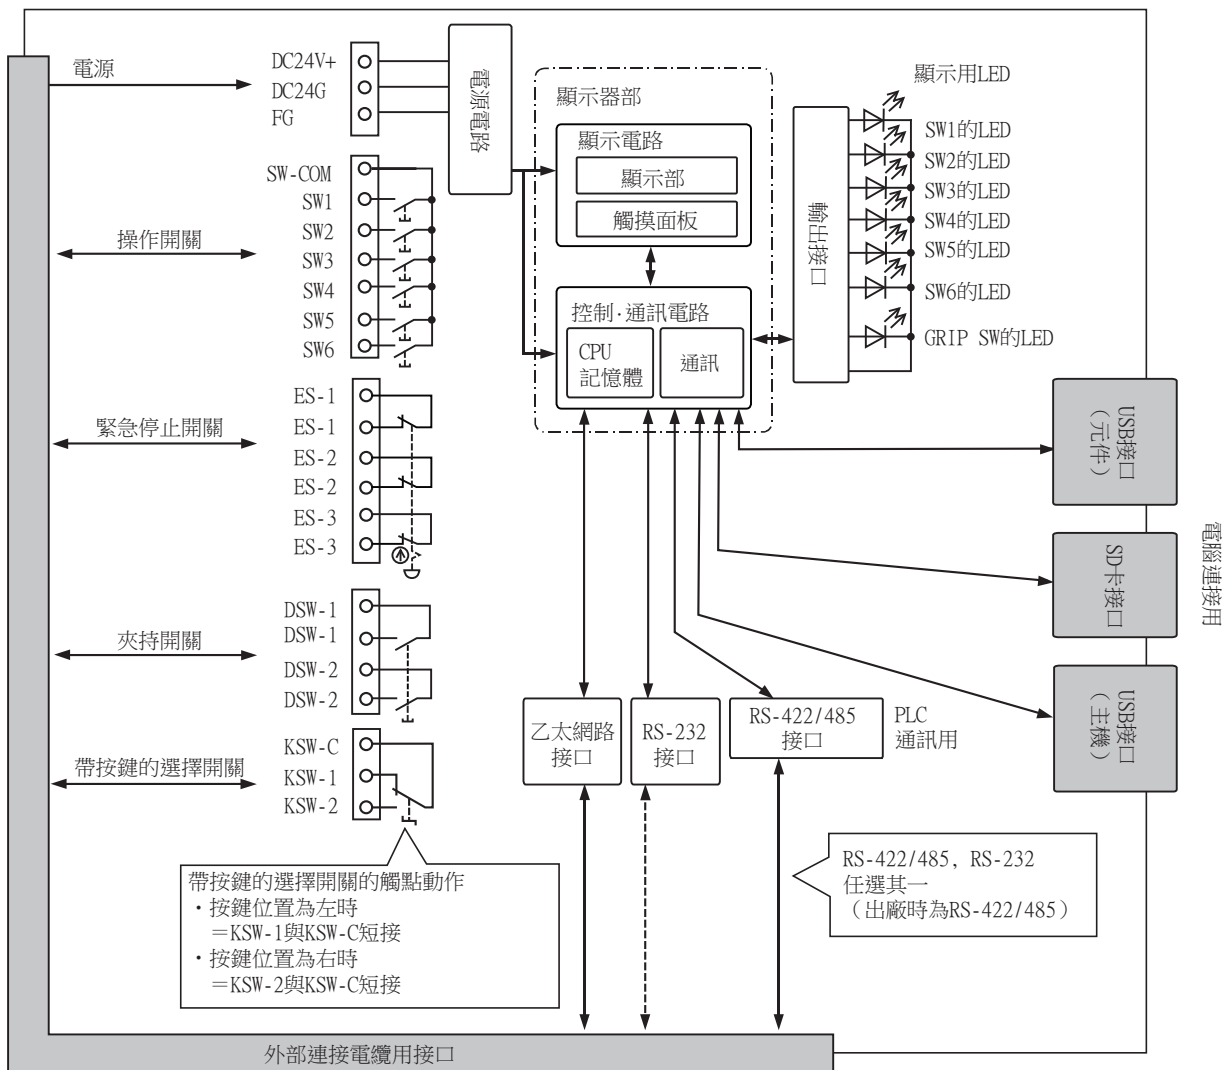 電源
DC24V+
DC24G
FG
電源電路
操作開關
SW-COM
SW1
SW2
SW3
SW4
SW5
SW6
緊急停止開關
ES-1
ES-1
ES-2
ES-2
ES-3
ES-3
夾持開關
DSW-1
DSW-1
DSW-2
DSW-2
帶按鍵的選擇開關
KSW-C
KSW-1
KSW-2
帶按鍵的選擇開關的觸點動作
・按鍵位置為左時
＝KSW-1與KSW-C短接
・按鍵位置為右時
＝KSW-2與KSW-C短接
顯示器部
顯示電路
顯示部
觸摸面板
控制·通訊電路
CPU
記憶體
通訊
輸出接口
顯示用LED
SW1的LED
SW2的LED
SW3的LED
SW4的LED
SW5的LED
SW6的LED
GRIP SW的LED
USB接口
（元件）
SD卡接口
USB接口
（主機）
電腦連接用
乙太網路
接口
RS-232
接口
RS-422/485
接口
PLC
通訊用
RS-422/485, RS-232
任選其一
（出廠時為RS-422/485）
外部連接電纜用接口